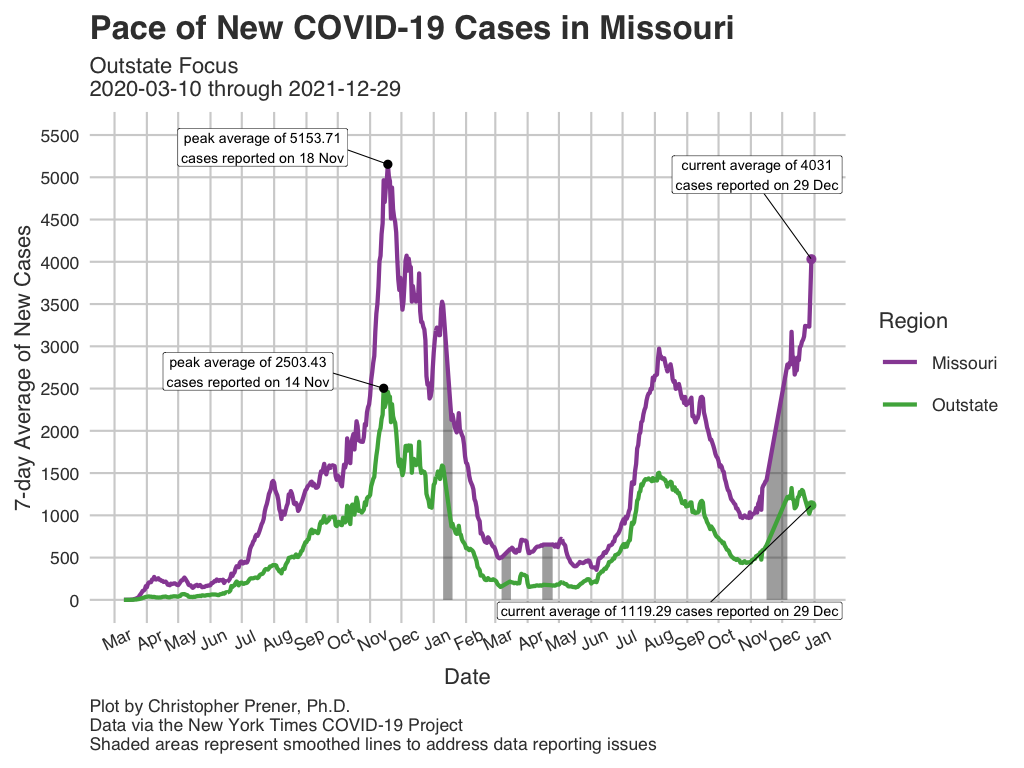 Pace of New COVID-19 Cases in Missouri
Outstate Focus
2020-03-10 through 2021-12-29
peak average of 5153.71
cases reported on 18 Nov
current average of 4031
cases reported on 29 Dec
peak average of 2503.43
cases reported on 14 Nov
current average of 1119.29 cases reported on 29 Dec
7-day Average of New Cases
5500
5000
4500
4000
3500
3000
2500
2000
1500
1000
500
0
Mar Apr May Jun Jul Aug Sep Oct Nov Dec Jan Feb Mar Apr May Jun Jul Aug Sep Oct Nov Dec Jan
Date
Region
Missouri
Outstate
Plot by Christopher Prener, Ph.D.
Data via the New York Times COVID-19 Project
Shaded areas represent smoothed lines to address data reporting issues